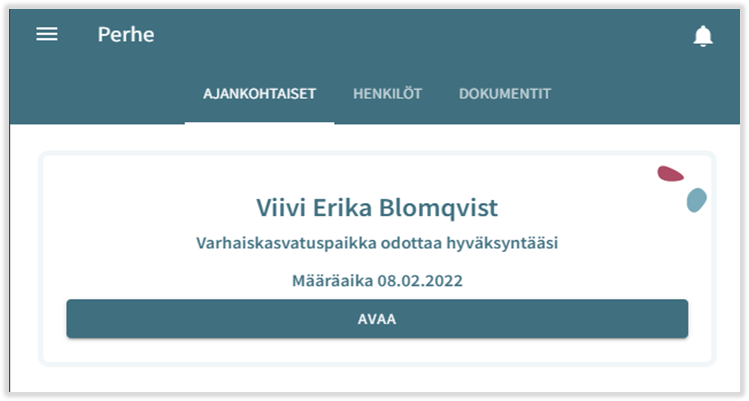 Perhe
AJANKOHTAISET HENKILÖT DOKUMENTIT
Viivi Erika Blomqvist
Varhaiskasvatuspaikka odottaa hyväksyntääsi
Määräaika 08.02.2022
AVAA